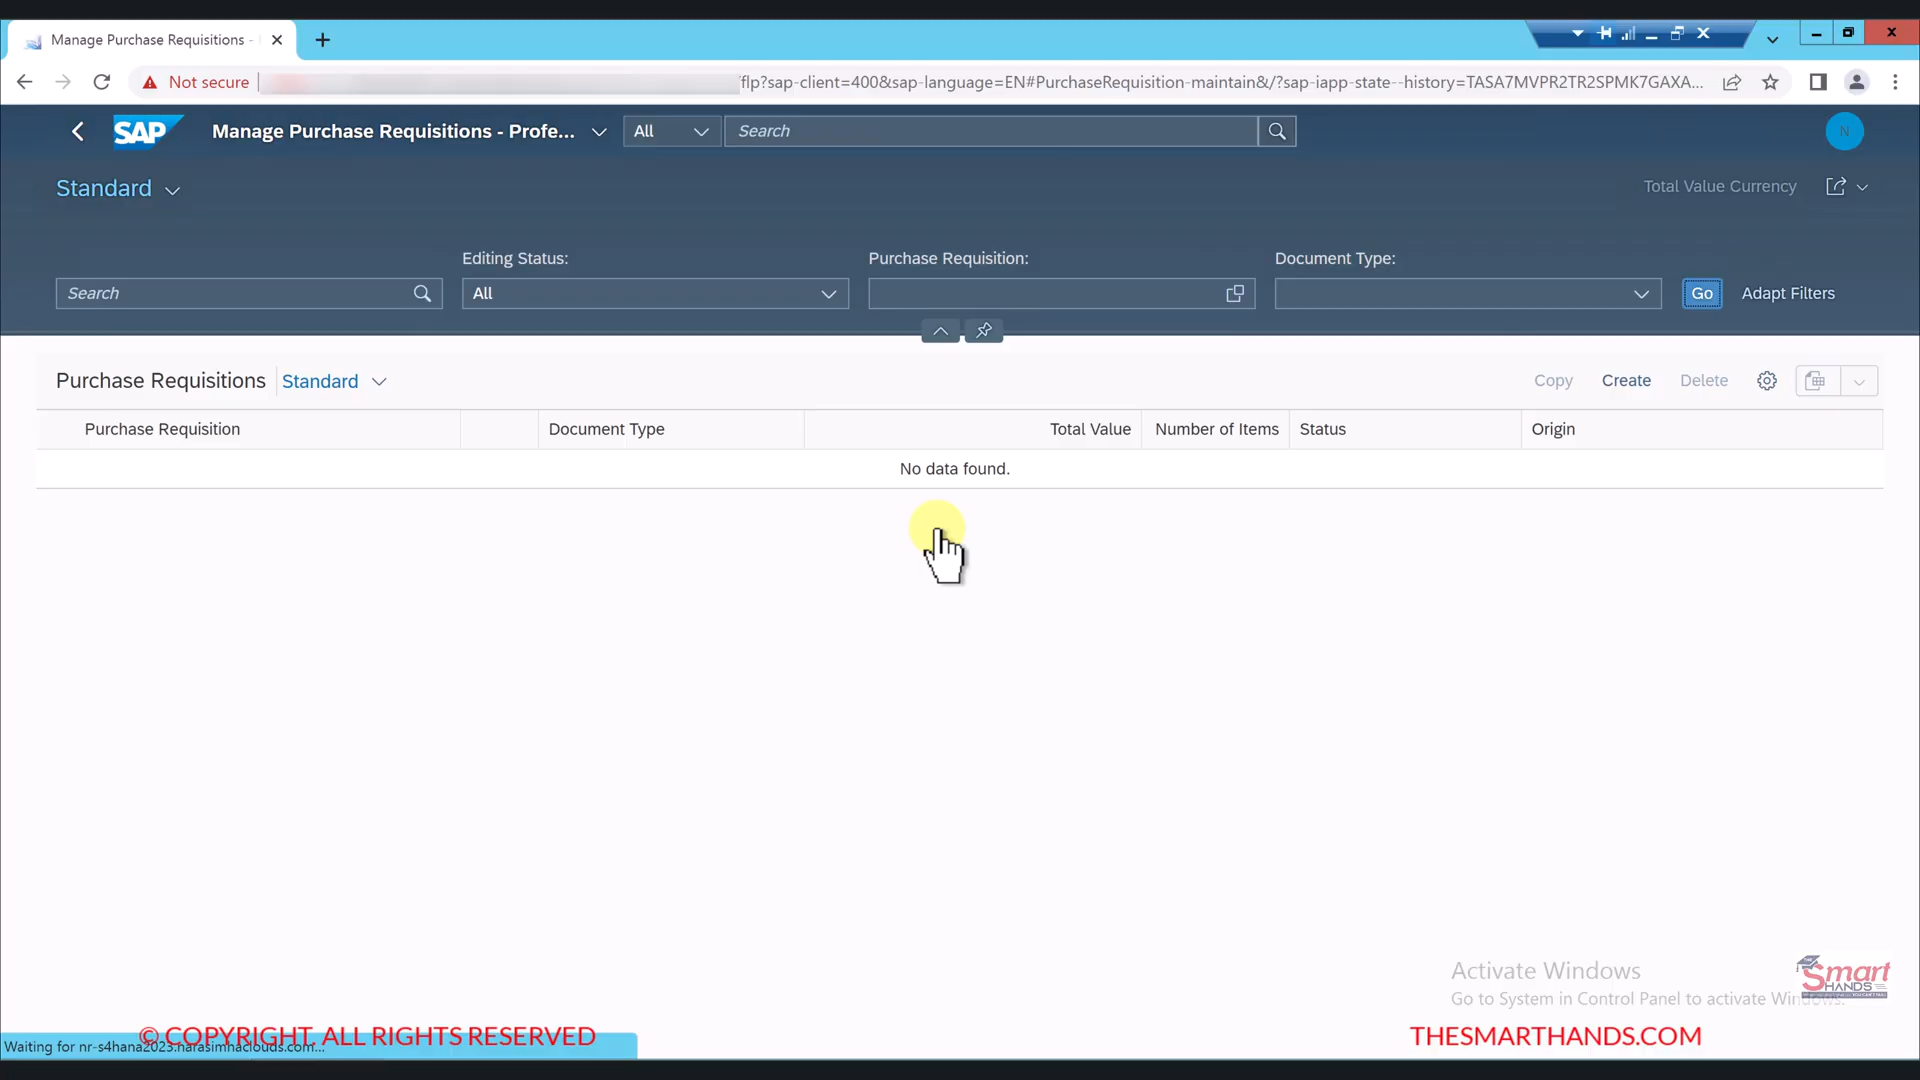 Manage Purchase Requisitions -
Not secure
/flp?sap-client=400&sap-language=EN#PurchaseRequisition-maintain&/?sap-iapp-state--history=TASA7MVPR2TR2SPMK7GAXA...
SAP
Manage Purchase Requisitions - Profe...
All
Search
N
Standard
Total Value Currency
Editing Status:
Purchase Requisition:
Document Type:
Search
All
Go
Adapt Filters
Purchase Requisitions
Standard
Copy
Create
Delete
Purchase Requisition
Document Type
Total Value
Number of Items
Status
Origin
No data found.
Activate Windows
Go to System in Control Panel to activate
Smart
HANDS
© COPYRIGHT. ALL RIGHTS RESERVED
THESMARTHANDS.COM
Waiting for nr-s4hana2023.narasimhaclouds.com...